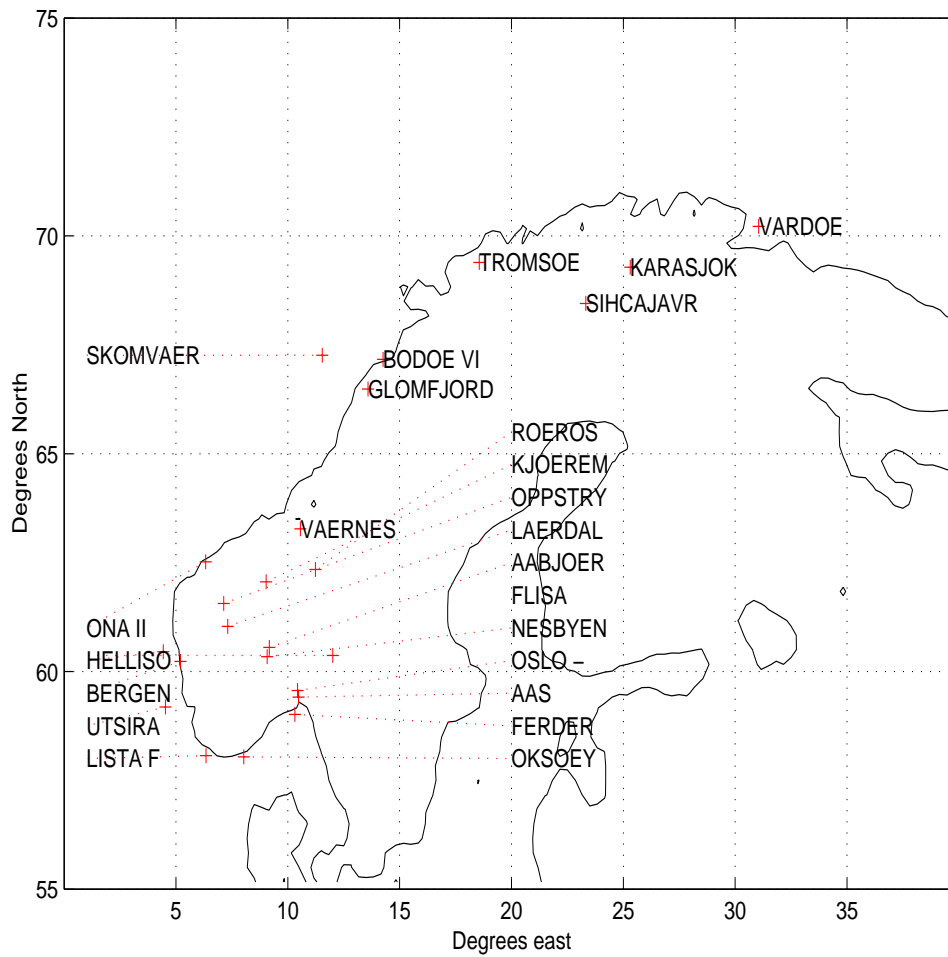 75
70
65
60
55
Degrees North
VARDOE
TROMSOE
KARASJOK
SIHCAJAVR
SKOMVAER
BODOE VI
GLOMFJORD
ROEROS
KJOEREM
OPPSTRY
VAERNES
LAERDAL
AABJOER
FLISA
ONA II
NESBYEN
HELLISO
OSLO –
BERGEN
AAS
UTSIRA
FERDER
LISTA F
OKSOEY
5 10 15 20 25 30 35
Degrees east